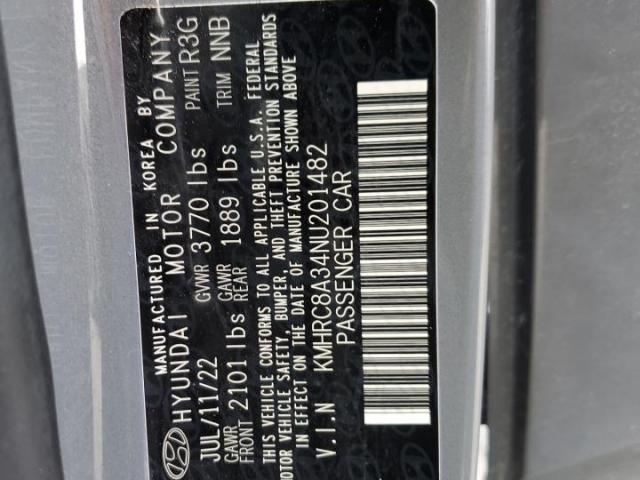 MANUFACTURED IN KOREA BY
HYUNDAI MOTOR COMPANY
JUL/11/22 GVWR 3770 lbs PAINT R3G
GAWR FRONT 2101 lbs GAWR REAR 1889 lbs TRIM NNB
THIS VEHICLE CONFORMS TO ALL APPLICABLE U.S.A. FEDERAL
MOTOR VEHICLE SAFETY, BUMPER, AND THEFT PREVENTION STANDARDS
IN EFFECT ON THE DATE OF MANUFACTURE SHOWN ABOVE
V.I.N KMHRC8A34NU201482
PASSENGER CAR